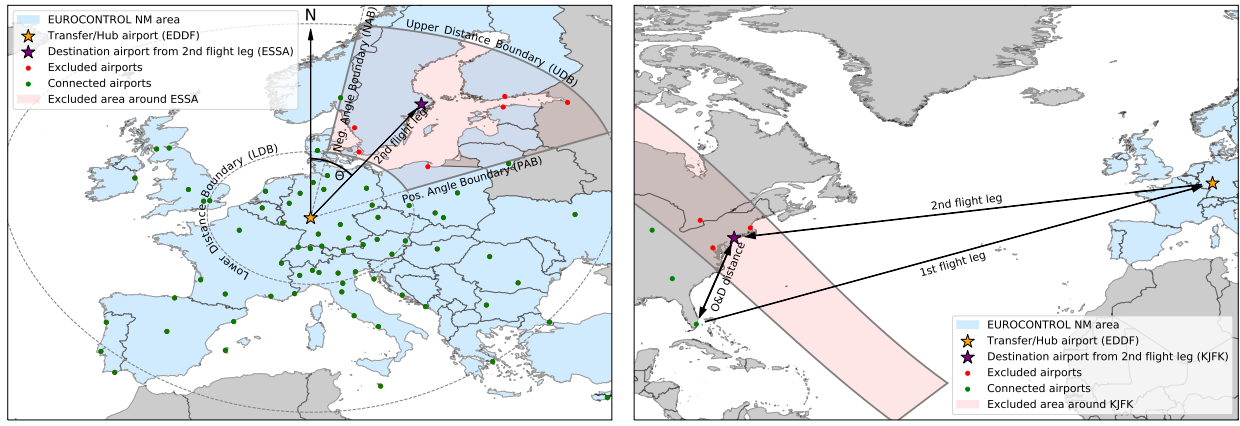 EUROCONTROL NM area
Transfer/Hub airport (EDDF)
Destination airport from 2nd flight leg (ESSA)
Excluded airports
Connected airports
Excluded area around ESSA
N
Neg. Angle Boundary (NAB)
Upper Distance Boundary (UDB)
2nd flight leg
Θ
Pos. Angle Boundary (PAB)
Lower Distance Boundary (LDB)
2nd flight leg
1st flight leg
O&D distance
EUROCONTROL NM area
Transfer/Hub airport (EDDF)
Destination airport from 2nd flight leg (KJFK)
Excluded airports
Connected airports
Excluded area around KJFK